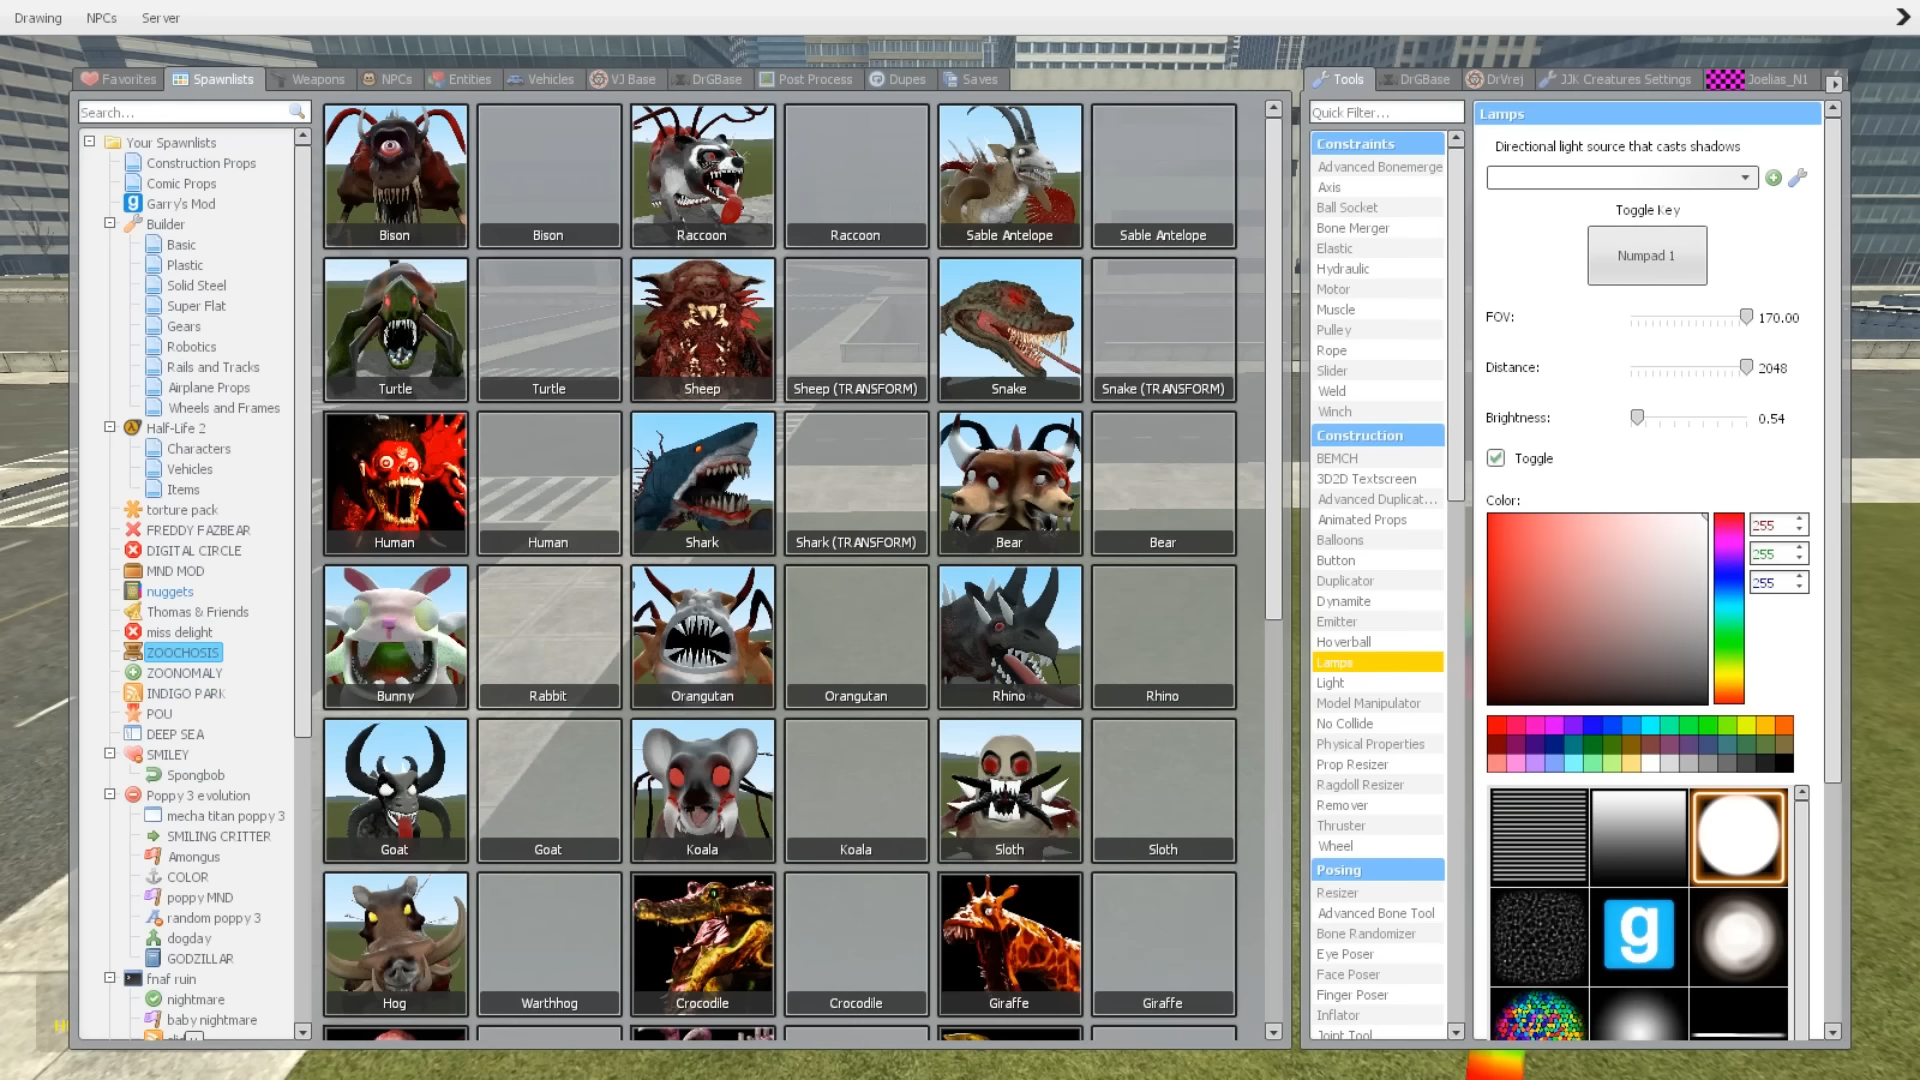 Drawing NPCs Server
Favorites Spawnlists Weapons NPCs Entities Vehicles VJ Base DrGBase Post Process Dupes Saves
Search...
Your Spawnlists
Construction Props
Comic Props
Garry's Mod
Builder
Basic
Plastic
Solid Steel
Super Flat
Gears
Robotics
Rails and Tracks
Airplane Props
Wheels and Frames
Half-Life 2
Characters
Vehicles
Items
torture pack
FREDDY FAZBEAR
DIGITAL CIRCLE
MND MOD
nuggets
Thomas & Friends
miss delight
ZOOCHOSIS
ZOONOMALY
INDIGO PARK
POU
DEEP SEA
SMILEY
Spongbob
Poppy 3 evolution
mecha titan poppy 3
SMILING CRITTER
Amongus
COLOR
poppy MND
random poppy 3
dogday
GODZILLAR
fnaf ruin
nightmare
baby nightmare
Bison Bison Raccoon Raccoon Sable Antelope Sable Antelope
Turtle Turtle Sheep Sheep (TRANSFORM) Snake Snake (TRANSFORM)
Human Human Shark Shark (TRANSFORM) Bear Bear
Bunny Rabbit Orangutan Orangutan Rhino Rhino
Goat Goat Koala Koala Sloth Sloth
Hog Warthhog Crocodile Crocodile Giraffe Giraffe
Tools DrGBase DrVrej JJK Creatures Settings Joelias_N1
Quick Filter...
Constraints
Advanced Bonemerge
Axis
Ball Socket
Bone Merger
Elastic
Hydraulic
Motor
Muscle
Pulley
Rope
Slider
Weld
Winch
Construction
BEMCH
3D2D Textscreen
Advanced Duplicat...
Animated Props
Balloons
Button
Duplicator
Dynamite
Emitter
Hoverball
Lamps
Light
Model Manipulator
No Collide
Physical Properties
Prop Resizer
Ragdoll Resizer
Remover
Thruster
Wheel
Posing
Resizer
Advanced Bone Tool
Bone Randomizer
Eye Poser
Face Poser
Finger Poser
Inflator
Joint Tool
Lamps
Directional light source that casts shadows
Toggle Key
Numpad 1
FOV: 170.00
Distance: 2048
Brightness: 0.54
Toggle
Color:
255
255
255
g